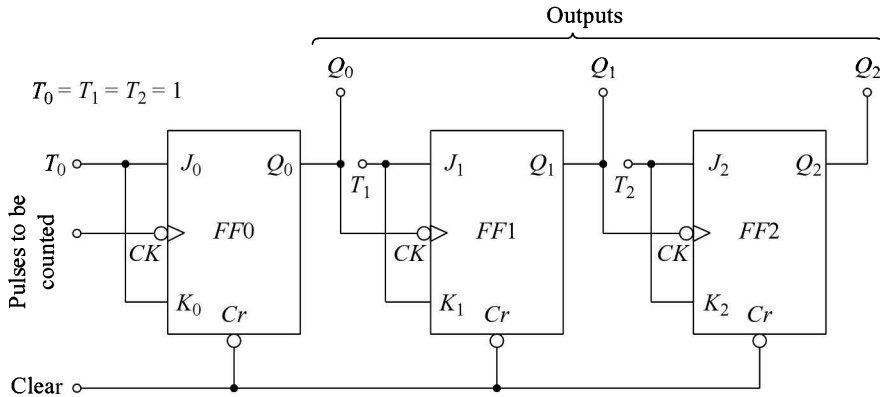 Outputs
Q₀
Q₁
Q₂
T₀ = T₁ = T₂ = 1
T₀
J₀
Q₀
T₁
J₁
Q₁
T₂
J₂
Q₂
Pulses to be
counted
CK
FF0
CK
FF1
CK
FF2
K₀
Cr
K₁
Cr
K₂
Cr
Clear